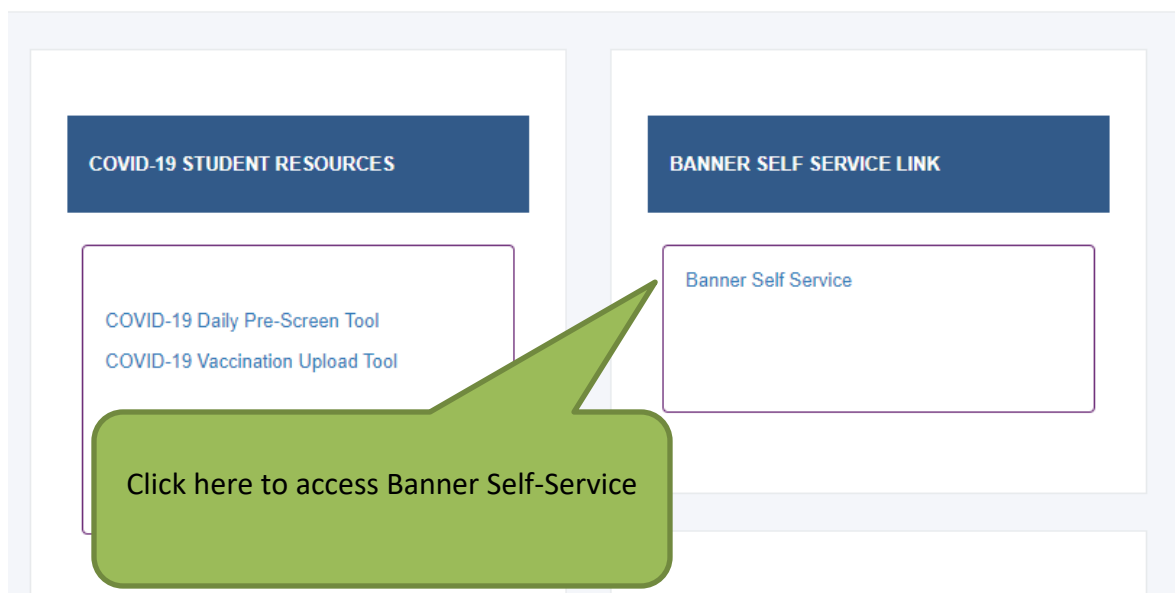 COVID-19 STUDENT RESOURCES
COVID-19 Daily Pre-Screen Tool
COVID-19 Vaccination Upload Tool
BANNER SELF SERVICE LINK
Banner Self Service
Click here to access Banner Self-Service